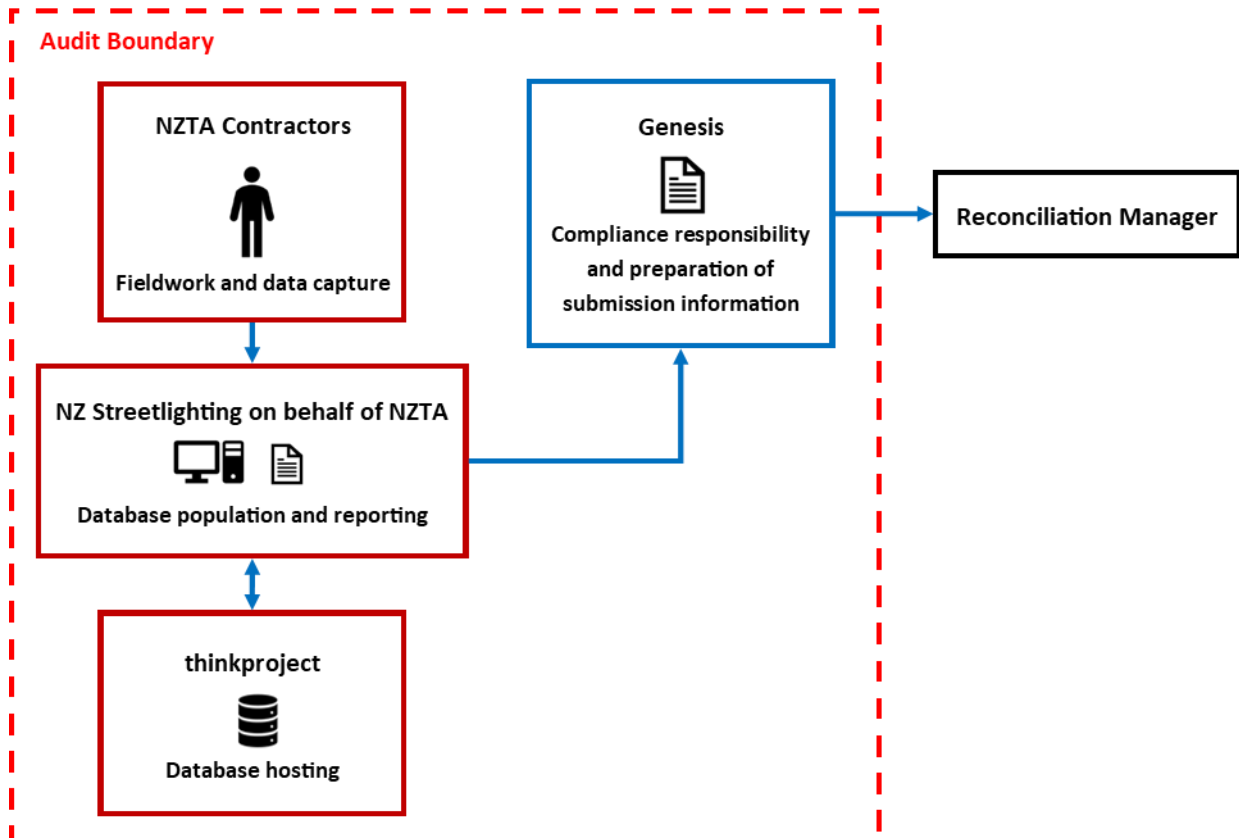 Audit Boundary
NZTA Contractors
Fieldwork and data capture
NZ Streetlighting on behalf of NZTA
Database population and reporting
thinkproject
Database hosting
Genesis
Compliance responsibility
and preparation of
submission information
Reconciliation Manager